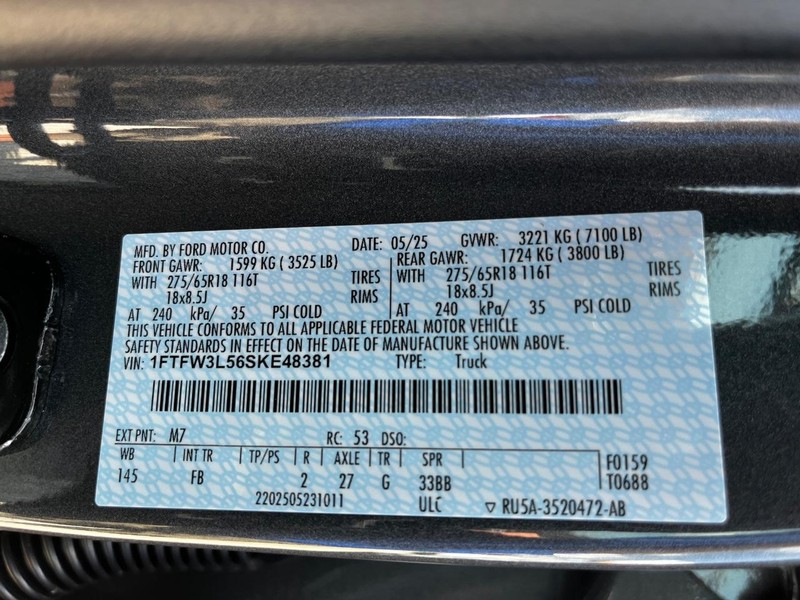 MFD. BY FORD MOTOR CO. DATE: 05/25 GVWR: 3221 KG ( 7100 LB)
FRONT GAWR: 1599 KG ( 3525 LB) REAR GAWR: 1724 KG ( 3800 LB)
WITH 275/65R18 116T TIRES WITH 275/65R18 116T TIRES
18x8.5J RIMS 18x8.5J RIMS
AT 240 kPa/ 35 PSI COLD AT 240 kPa/ 35 PSI COLD
THIS VEHICLE CONFORMS TO ALL APPLICABLE FEDERAL MOTOR VEHICLE
SAFETY STANDARDS IN EFFECT ON THE DATE OF MANUFACTURE SHOWN ABOVE.
VIN: 1FTFW3L56SKE48381 TYPE: Truck
EXT PNT: M7 RC: 53 DSO:
WB INT TR TP/PS R AXLE TR SPR F0159
145 FB 2 27 G 33BB T0688
2202505231011 ULC ▽ RU5A-3520472-AB